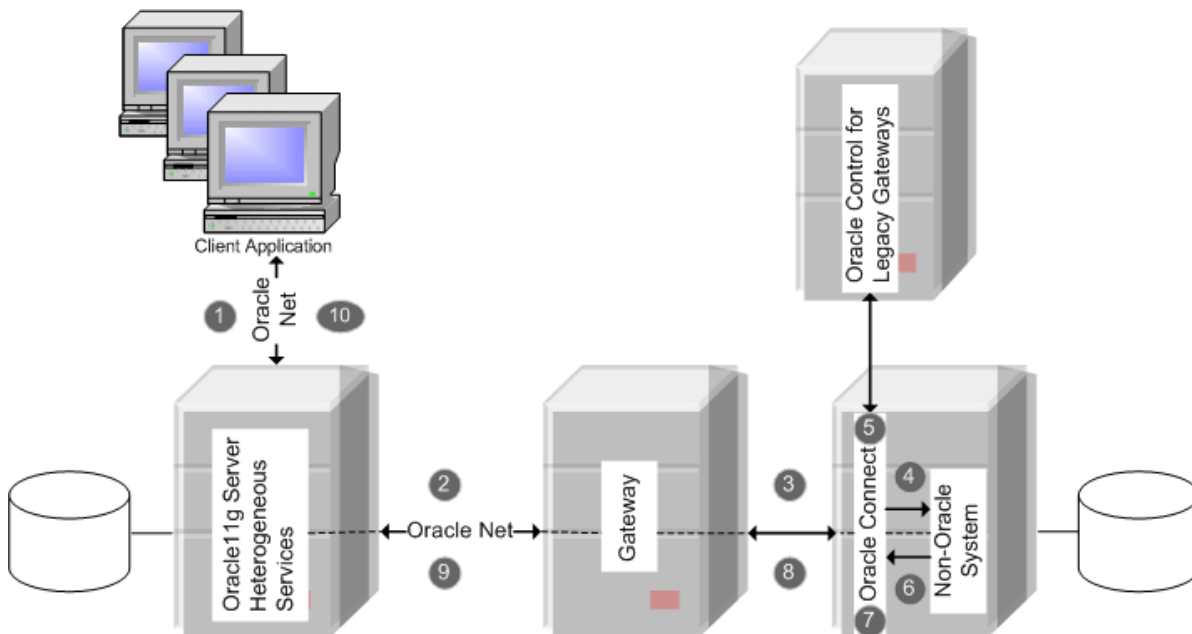 Client Application
Oracle Control for
Legacy Gateways
1
Oracle
Net
10
Oracle11g Server
Heterogeneous
Services
2
Oracle Net
9
Gateway
3
8
Oracle Connect
5
4
Non-Oracle
System
6
7